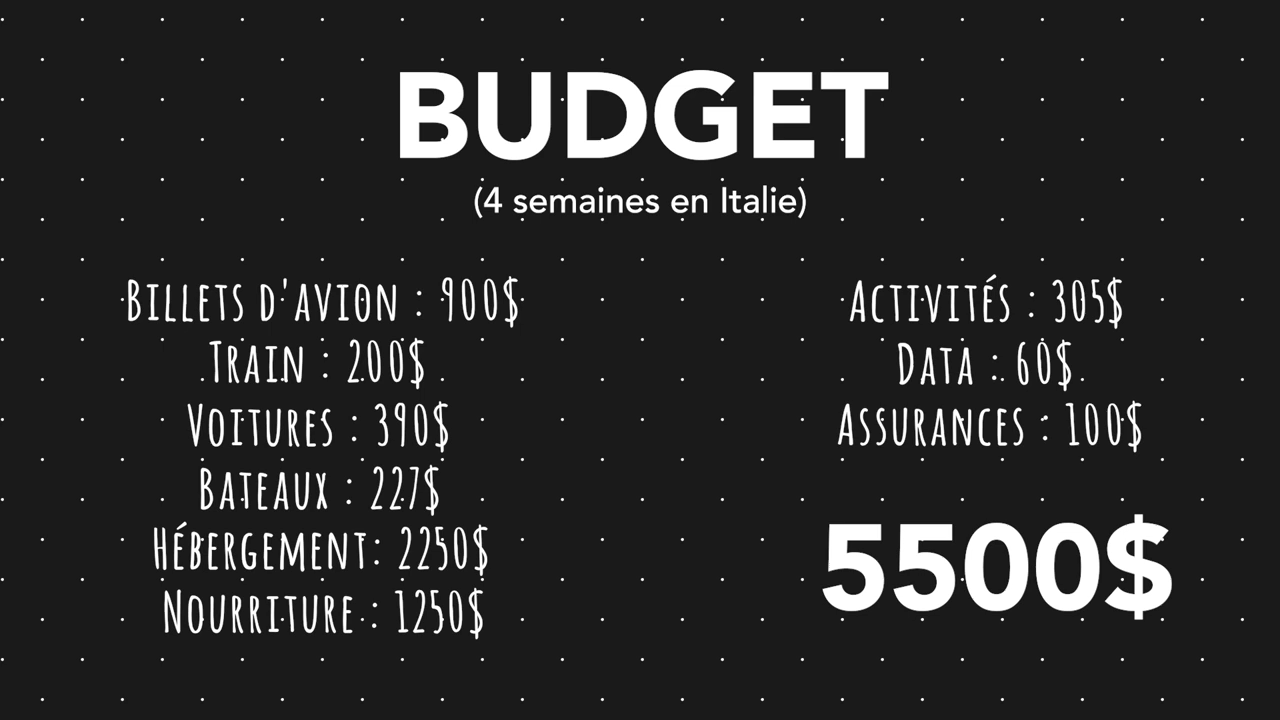 BUDGET
(4 semaines en Italie)
Billets d'avion : 900$
Train : 200$
Voitures : 390$
Bateaux : 227$
Hébergement: 2250$
Nourriture : 1250$
Activités : 305$
Data : 60$
Assurances : 100$
5500$